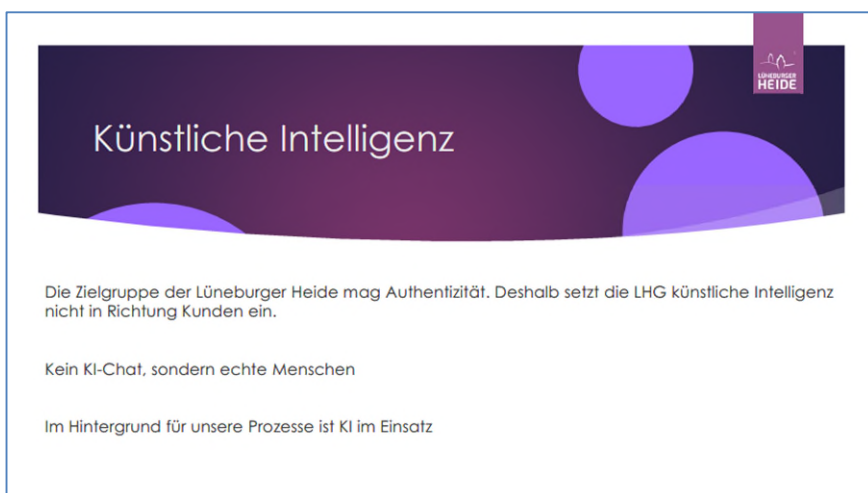 LÜNEBURGER
HEIDE
Künstliche Intelligenz
Die Zielgruppe der Lüneburger Heide mag Authentizität. Deshalb setzt die LHG künstliche Intelligenz
nicht in Richtung Kunden ein.
Kein KI-Chat, sondern echte Menschen
Im Hintergrund für unsere Prozesse ist KI im Einsatz